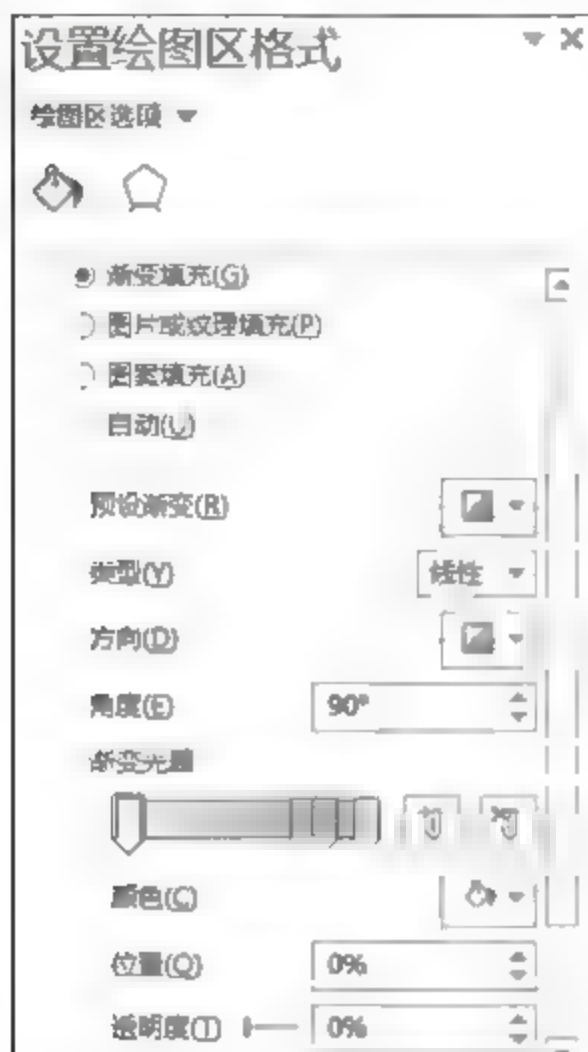 设置绘图区格式
绘图区选项
渐变填充(G)
图片或纹理填充(P)
图案填充(A)
自动(U)
预设渐变(R)
类型(Y) 线性
方向(D)
角度(E) 90°
渐变光圈
颜色(C)
位置(O) 0%
透明度(T) 0%